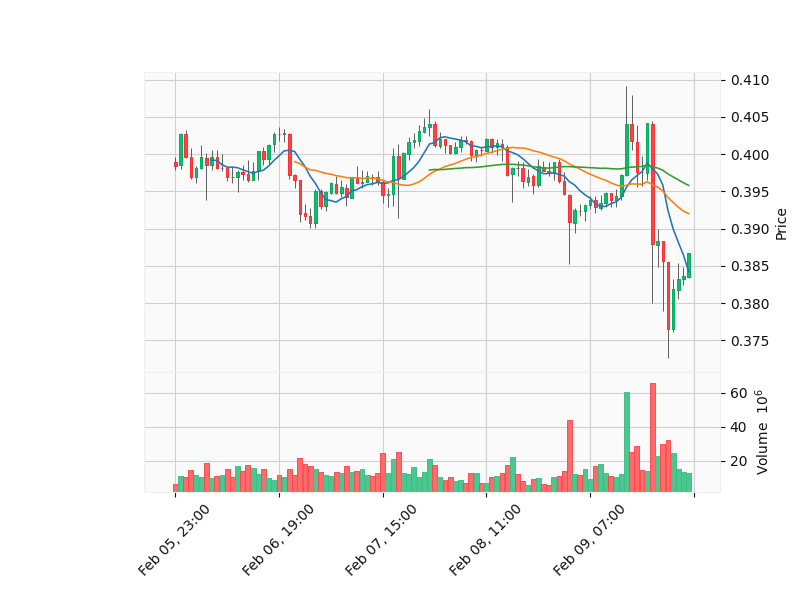 0.410
0.405
0.400
0.395
0.390
0.385
0.380
0.375
Price
60
40
20
Volume 10⁶
Feb 05, 23:00
Feb 06, 19:00
Feb 07, 15:00
Feb 08, 11:00
Feb 09, 07:00